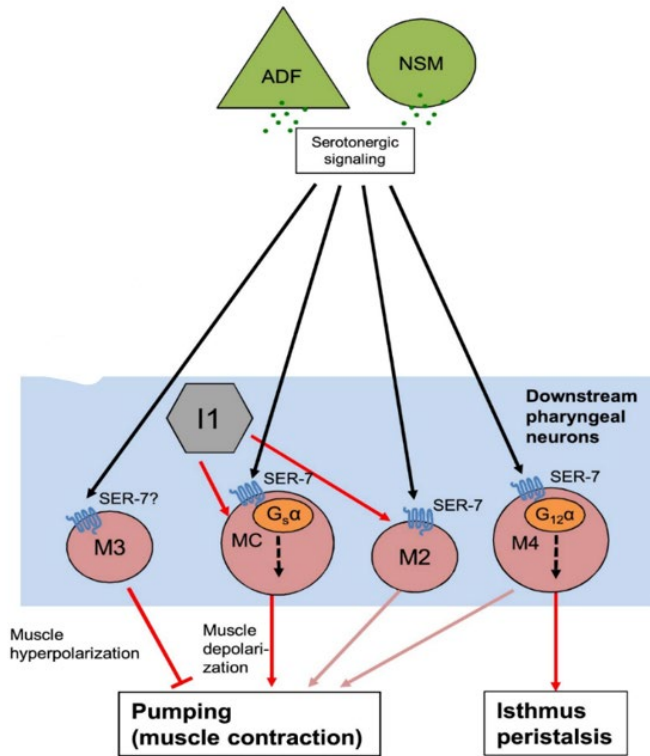 ADF
NSM
Serotonergic
signaling
I1
Downstream
pharyngeal
neurons
SER-7?
SER-7
SER-7
SER-7
M3
Gsα
MC
M2
G12α
M4
Muscle
hyperpolarization
Muscle
depolari-
zation
Pumping
(muscle contraction)
Isthmus
peristalsis